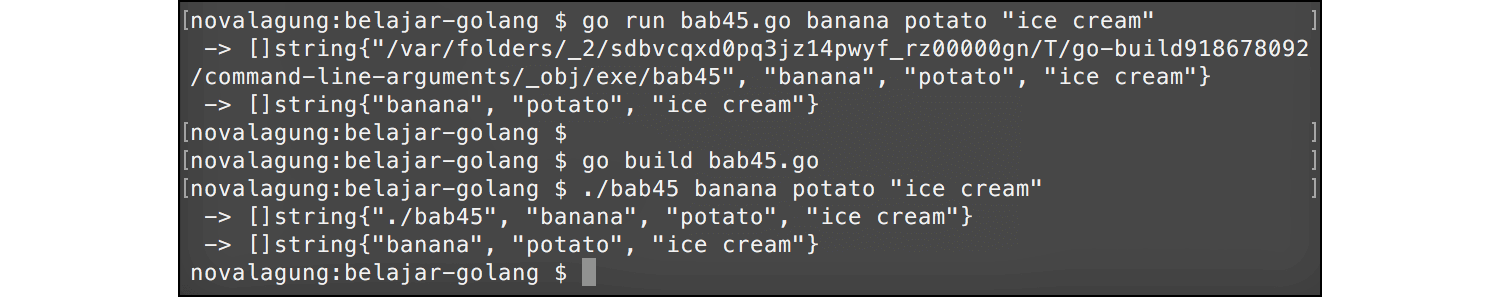 [novalagung:belajar-golang $ go run bab45.go banana potato "ice cream" ]
-> []string{"/var/folders/_2/sdbvcqxd0pq3jz14pwyf_rz00000gn/T/go-build918678092
/command-line-arguments/_obj/exe/bab45", "banana", "potato", "ice cream"}
-> []string{"banana", "potato", "ice cream"}
[novalagung:belajar-golang $ ]
[novalagung:belajar-golang $ go build bab45.go ]
[novalagung:belajar-golang $ ./bab45 banana potato "ice cream" ]
-> []string{"./bab45", "banana", "potato", "ice cream"}
-> []string{"banana", "potato", "ice cream"}
novalagung:belajar-golang $